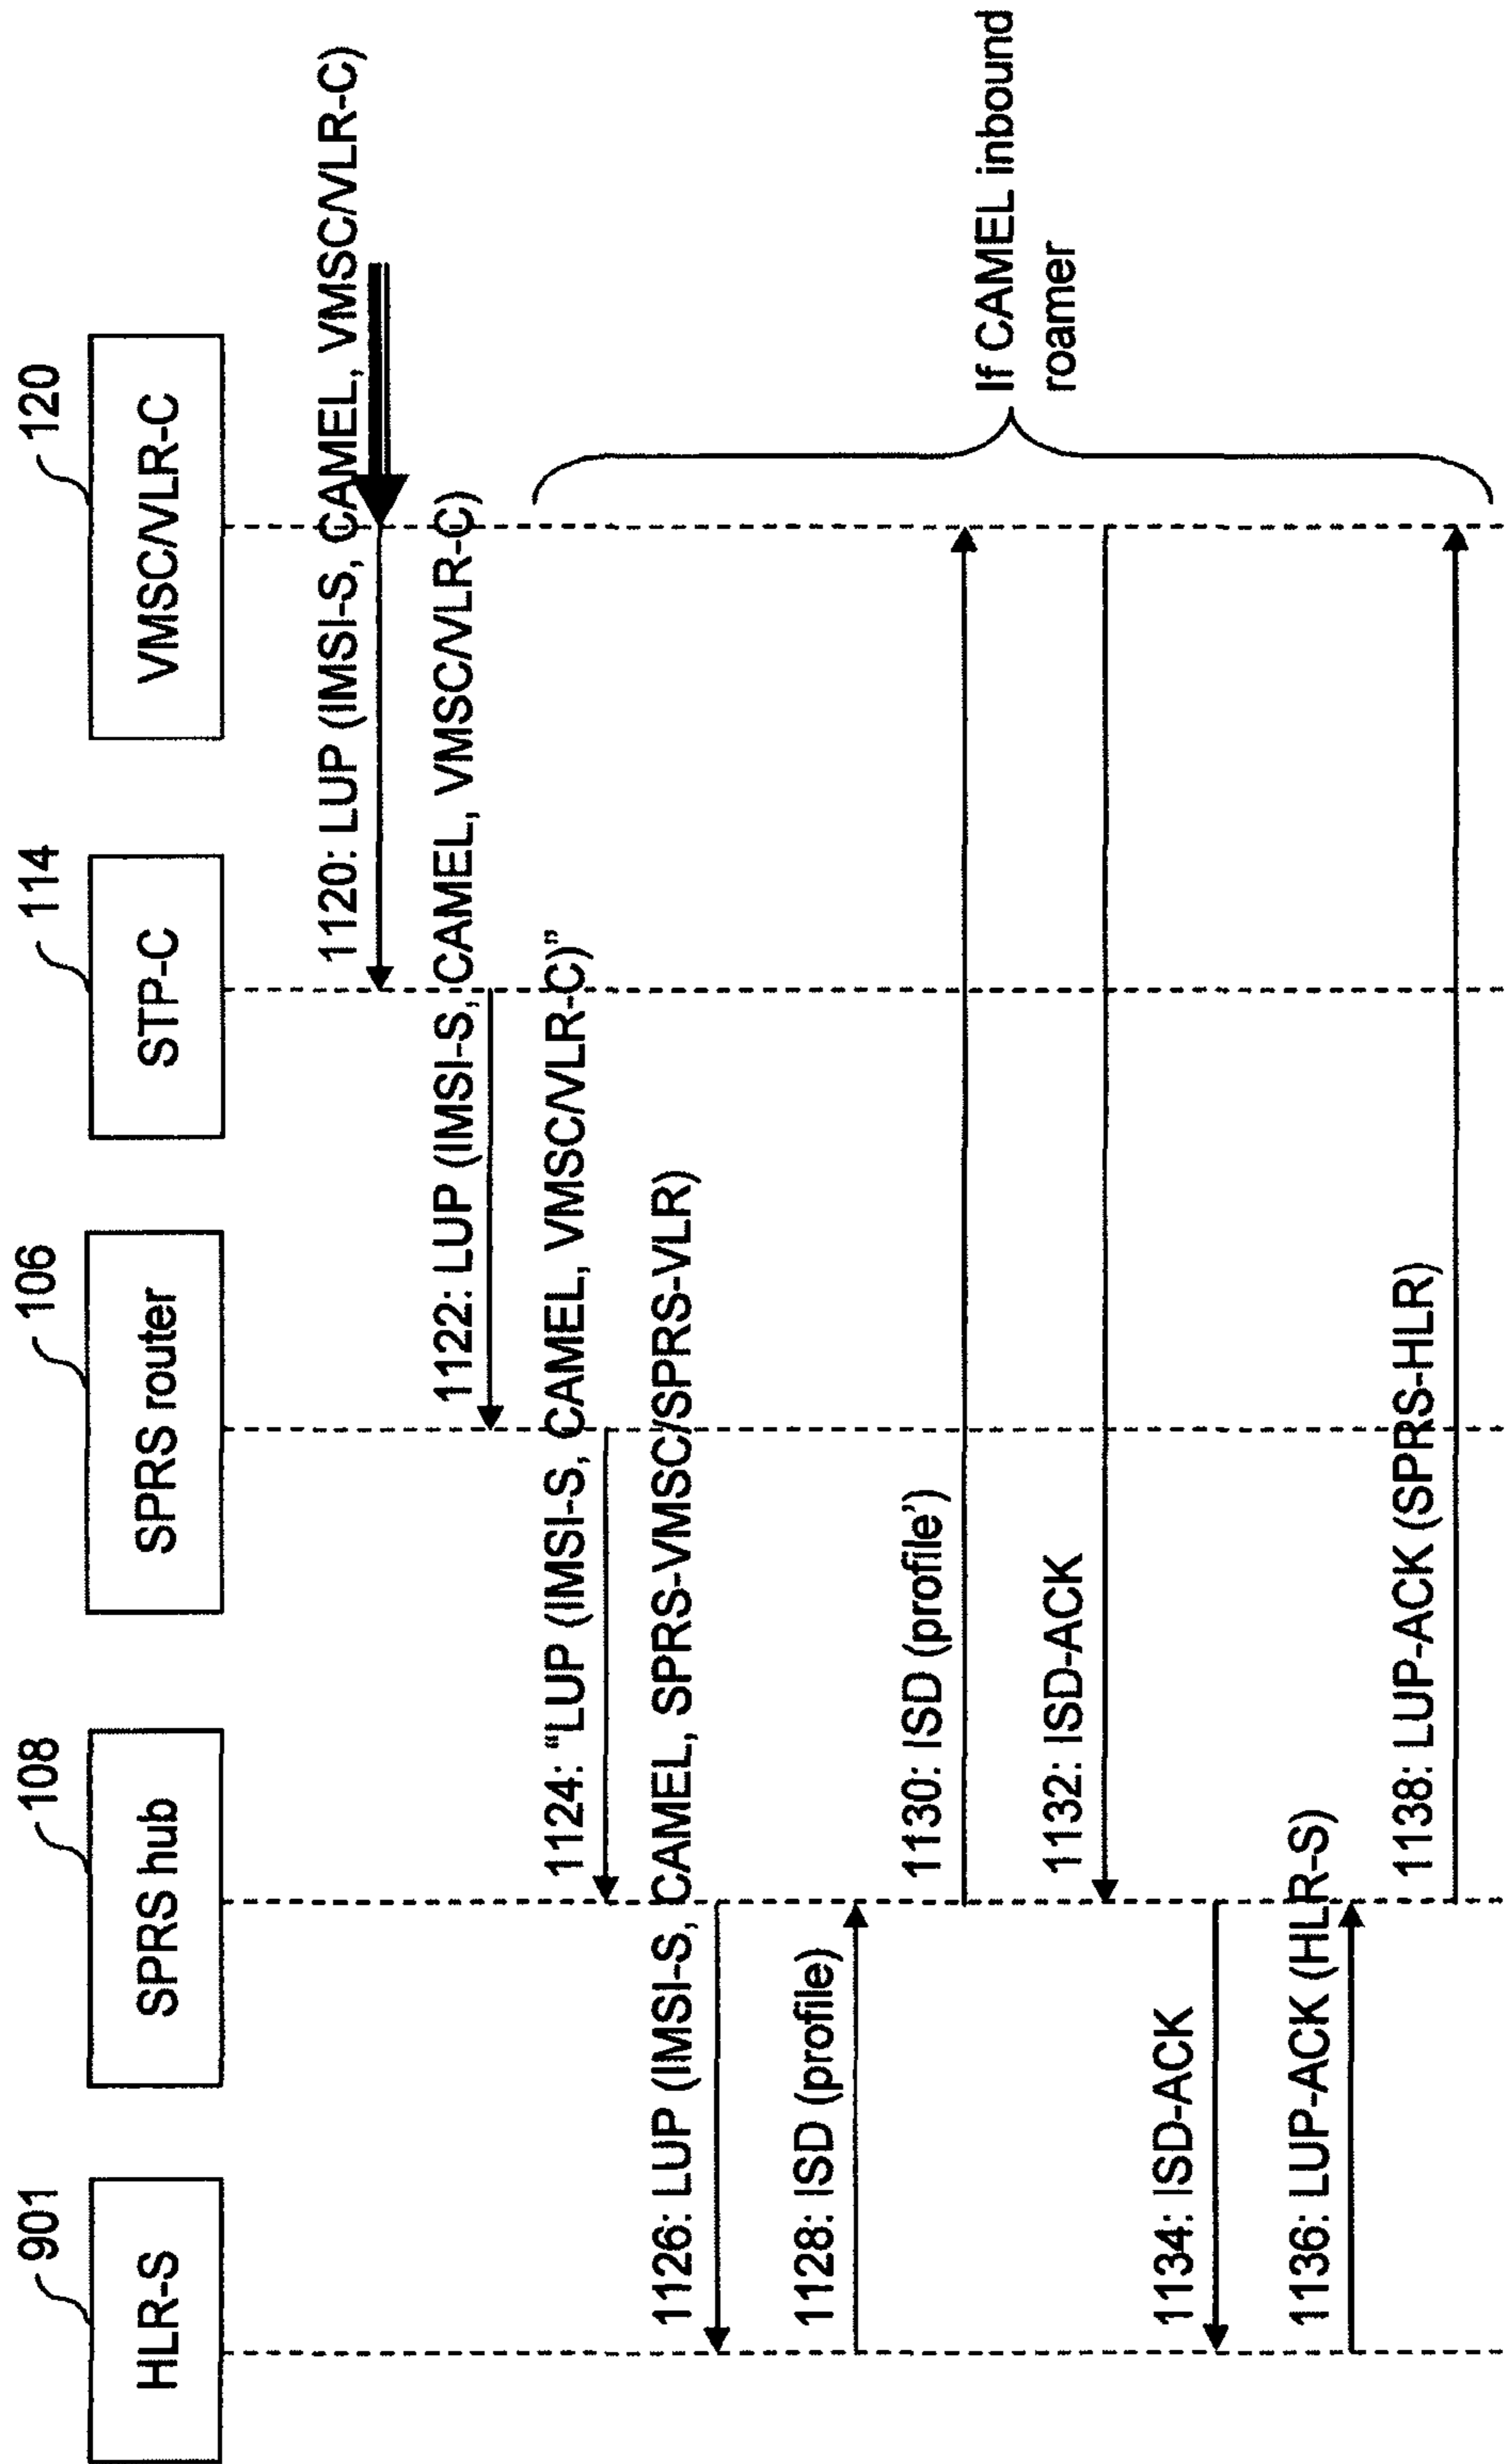 901
108
106
114
120
HLR-S
SPRS hub
SPRS router
STP-C
VMSC/VLR-C
1120: LUP (IMSI-S, CAMEL, VMSC/VLR-C)
1122: LUP (IMSI-S, CAMEL, VMSC/VLR-C)
1124: “LUP (IMSI-S, CAMEL, VMSC/VLR-C)”
1126: LUP (IMSI-S, CAMEL, SPRS-VMSC/SPRS-VLR)
1128: ISD (profile)
1130: ISD (profile’)
If CAMEL inbound
roamer
1132: ISD-ACK
1134: ISD-ACK
1136: LUP-ACK (HLR-S)
1138: LUP-ACK (SPRS-HLR)